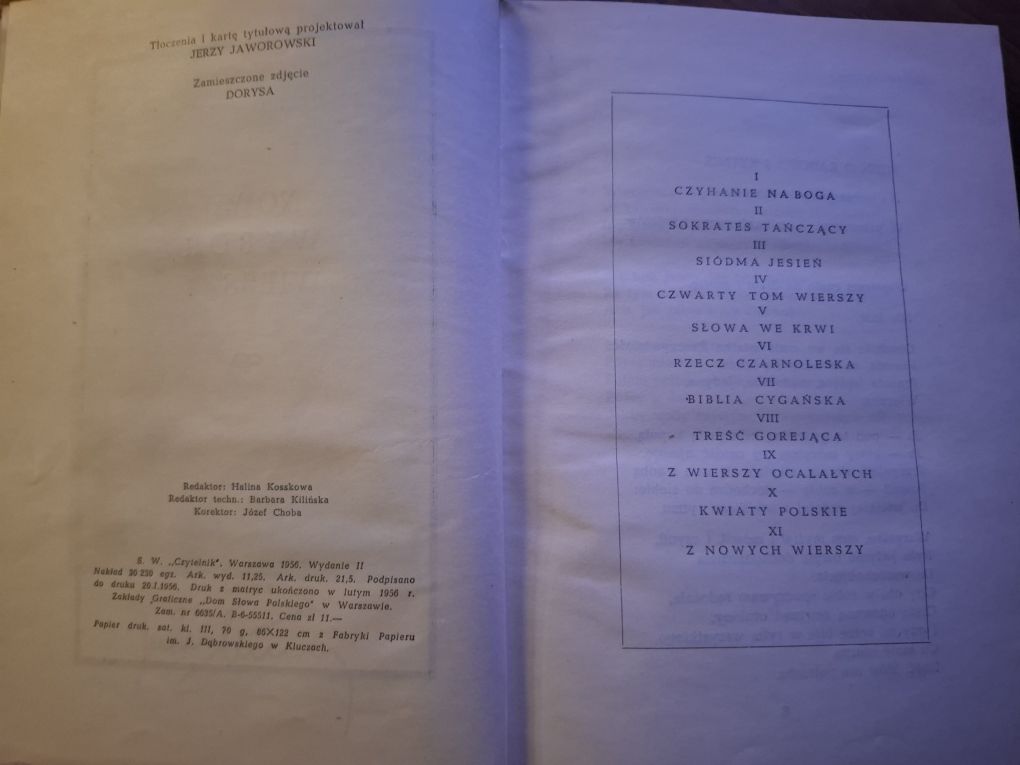 Tłoczenia i kartę tytułową projektował
JERZY JAWOROWSKI
Zamieszczone zdjęcie
DORYSA
Redaktor: Halina Kosskowa
Redaktor techn.: Barbara Kilińska
Korektor: Józef Choba
S. W. „Czytelnik". Warszawa 1956. Wydanie II
Nakład 30 230 egz. Ark. wyd. 11,25. Ark. druk. 21,5. Podpisano
do druku 20.I.1956. Druk z matryc ukończono w lutym 1956 r.
Zakłady Graficzne „Dom Słowa Polskiego" w Warszawie.
Zam. nr 6635/A. B-6-55511. Cena zł 11.—
Papier druk. sat. kl. III, 70 g, 86×122 cm z Fabryki Papieru
im. J. Dąbrowskiego w Kluczach.
I
CZYHANIE NA BOGA
II
SOKRATES TAŃCZĄCY
III
SIÓDMA JESIEŃ
IV
CZWARTY TOM WIERSZY
V
SŁOWA WE KRWI
VI
RZECZ CZARNOLESKA
VII
BIBLIA CYGAŃSKA
VIII
TREŚĆ GOREJĄCA
IX
Z WIERSZY OCALAŁYCH
X
KWIATY POLSKIE
XI
Z NOWYCH WIERSZY